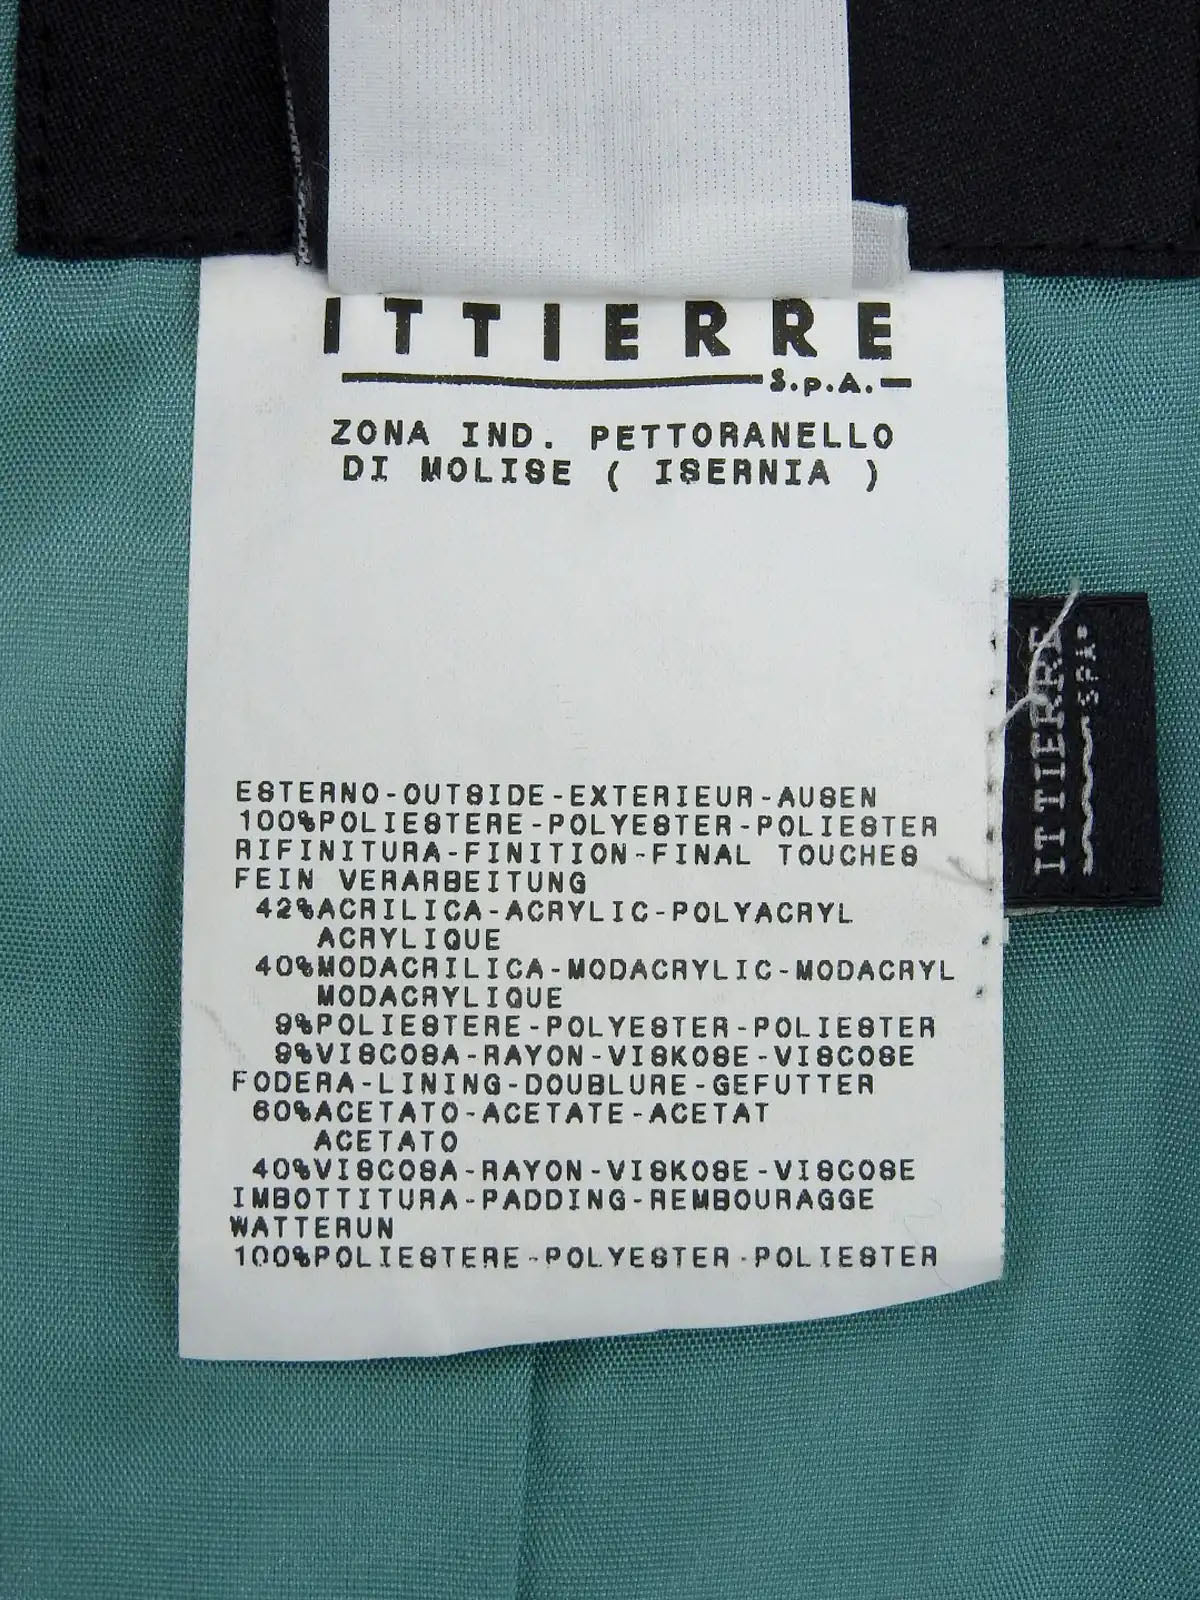 ITTIERRE
S.p.A.
ZONA IND. PETTORANELLO
DI MOLISE ( ISERNIA )
ESTERNO-OUTSIDE-EXTERIEUR-AUSEN
100%POLIESTERE-POLYESTER-POLIESTER
RIFINITURA-FINITION-FINAL TOUCHES
FEIN VERARBEITUNG
42%ACRILICA-ACRYLIC-POLYACRYL
ACRYLIQUE
40%MODACRILICA-MODACRYLIC-MODACRYL
MODACRYLIQUE
9%POLIESTERE-POLYESTER-POLIESTER
9%VISCOSA-RAYON-VISKOSE-VISCOSE
FODERA-LINING-DOUBLURE-GEFUTTER
60%ACETATO-ACETATE-ACETAT
ACETATO
40%VISCOSA-RAYON-VISKOSE-VISCOSE
IMBOTTITURA-PADDING-REMBOURAGGE
WATTERUN
100%POLIESTERE-POLYESTER-POLIESTER
ITTIERRE
SPA